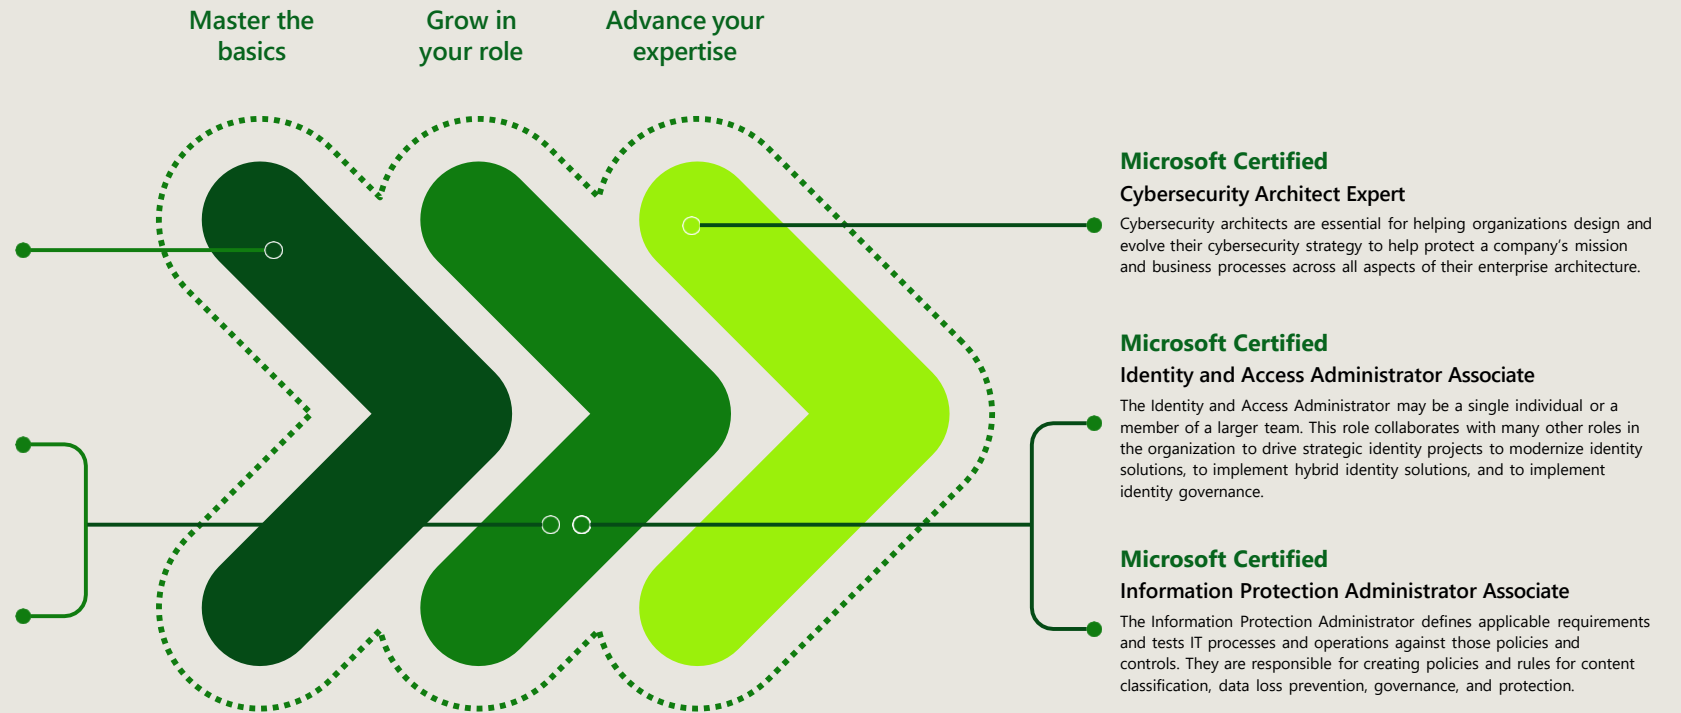 Master the
basics
Grow in
your role
Advance your
expertise
Microsoft Certified
Cybersecurity Architect Expert
Cybersecurity architects are essential for helping organizations design and
evolve their cybersecurity strategy to help protect a company's mission
and business processes across all aspects of their enterprise architecture.
Microsoft Certified
Identity and Access Administrator Associate
The Identity and Access Administrator may be a single individual or a
member of a larger team. This role collaborates with many other roles in
the organization to drive strategic identity projects to modernize identity
solutions, to implement hybrid identity solutions, and to implement
identity governance.
Microsoft Certified
Information Protection Administrator Associate
The Information Protection Administrator defines applicable requirements
and tests IT processes and operations against those policies and
controls. They are responsible for creating policies and rules for content
classification, data loss prevention, governance, and protection.